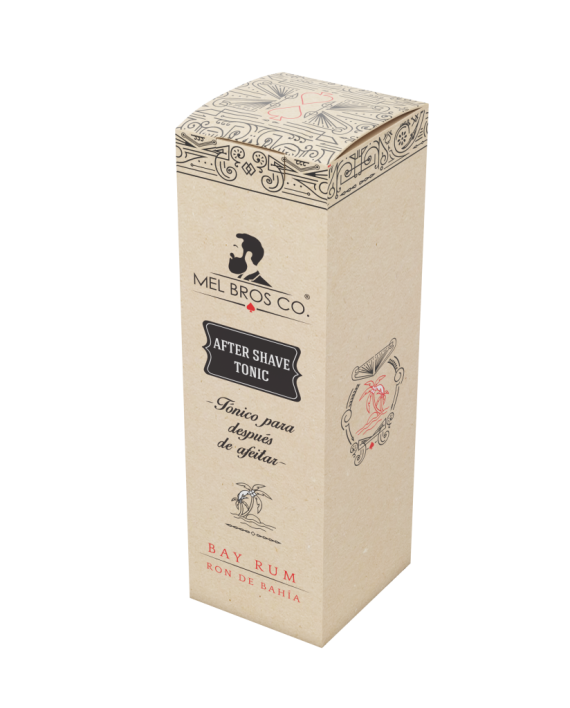 MEL BROS CO.®
AFTER SHAVE
TONIC
-Tónico para
después
de afeitar-
BAY RUM
RON DE BAHÍA